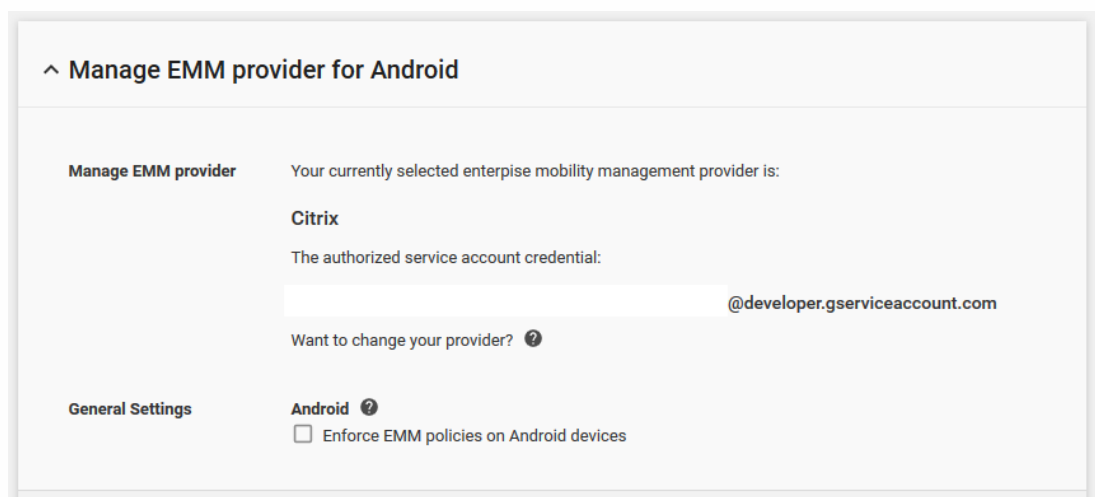 Manage EMM provider for Android
Manage EMM provider
Your currently selected enterpise mobility management provider is:
Citrix
The authorized service account credential:
@developer.gserviceaccount.com
Want to change your provider?
General Settings
Android
Enforce EMM policies on Android devices